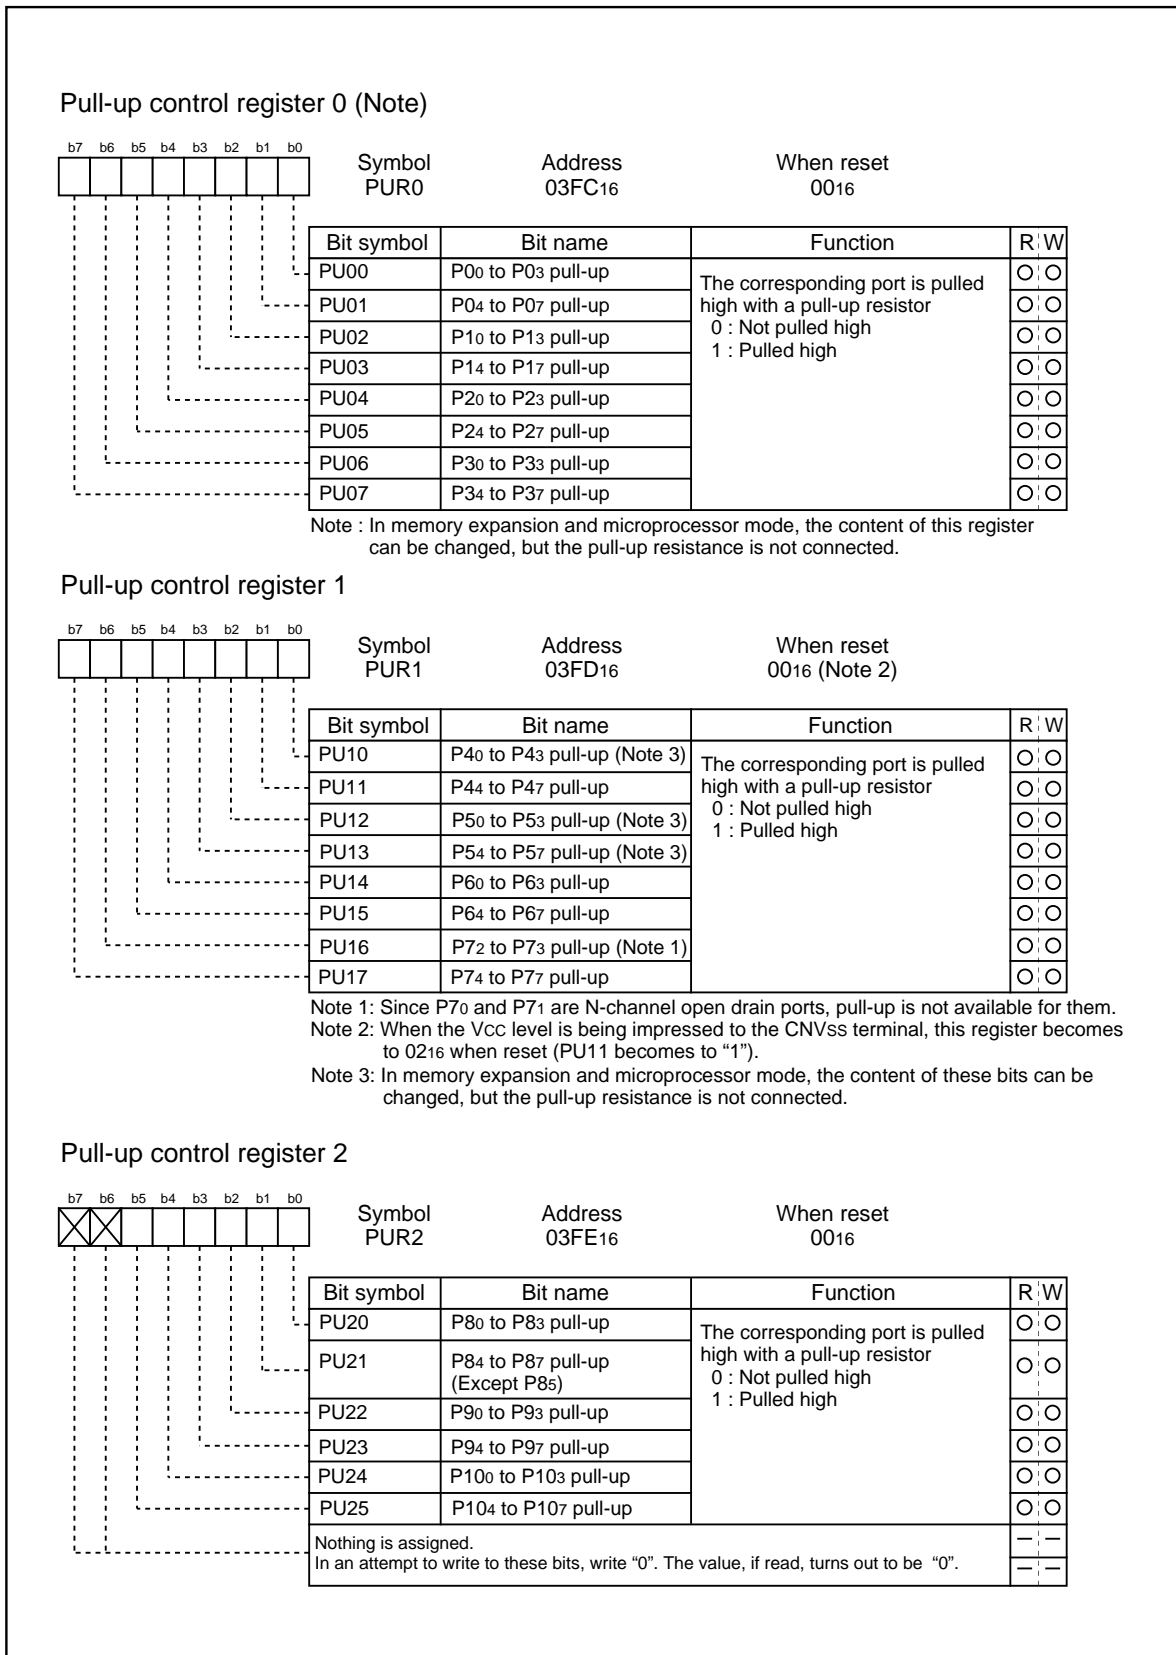 Pull-up control register 0 (Note)
b7 b6 b5 b4 b3 b2 b1 b0
Symbol Address When reset
PUR0 03FC16 0016
Bit symbol Bit name Function R W
PU00 P00 to P03 pull-up The corresponding port is pulled
PU01 P04 to P07 pull-up high with a pull-up resistor
PU02 P10 to P13 pull-up 0 : Not pulled high
PU03 P14 to P17 pull-up 1 : Pulled high
PU04 P20 to P23 pull-up
PU05 P24 to P27 pull-up
PU06 P30 to P33 pull-up
PU07 P34 to P37 pull-up
Note : In memory expansion and microprocessor mode, the content of this register
can be changed, but the pull-up resistance is not connected.
Pull-up control register 1
b7 b6 b5 b4 b3 b2 b1 b0
Symbol Address When reset
PUR1 03FD16 0016 (Note 2)
Bit symbol Bit name Function R W
PU10 P40 to P43 pull-up (Note 3) The corresponding port is pulled
PU11 P44 to P47 pull-up high with a pull-up resistor
PU12 P50 to P53 pull-up (Note 3) 0 : Not pulled high
PU13 P54 to P57 pull-up (Note 3) 1 : Pulled high
PU14 P60 to P63 pull-up
PU15 P64 to P67 pull-up
PU16 P72 to P73 pull-up (Note 1)
PU17 P74 to P77 pull-up
Note 1: Since P70 and P71 are N-channel open drain ports, pull-up is not available for them.
Note 2: When the VCC level is being impressed to the CNVSS terminal, this register becomes
to 0216 when reset (PU11 becomes to “1”).
Note 3: In memory expansion and microprocessor mode, the content of these bits can be
changed, but the pull-up resistance is not connected.
Pull-up control register 2
b7 b6 b5 b4 b3 b2 b1 b0
Symbol Address When reset
PUR2 03FE16 0016
Bit symbol Bit name Function R W
PU20 P80 to P83 pull-up The corresponding port is pulled
PU21 P84 to P87 pull-up high with a pull-up resistor
(Except P85) 0 : Not pulled high
PU22 P90 to P93 pull-up 1 : Pulled high
PU23 P94 to P97 pull-up
PU24 P100 to P103 pull-up
PU25 P104 to P107 pull-up
Nothing is assigned.
In an attempt to write to these bits, write “0”. The value, if read, turns out to be “0”.